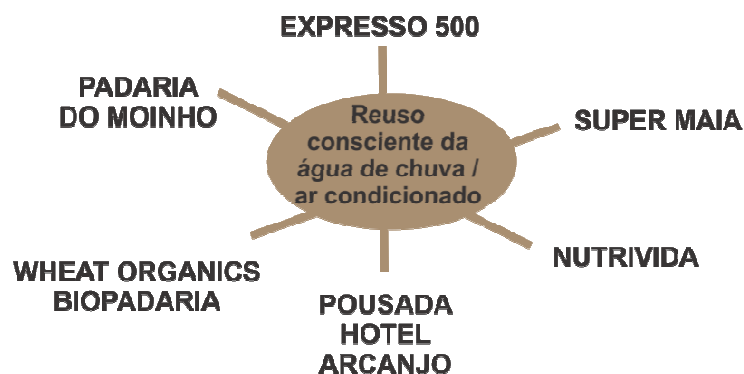 EXPRESSO 500
PADARIA
DO MOINHO
Reuso
consciente da
água de chuva /
ar condicionado
SUPER MAIA
WHEAT ORGANICS
BIOPADARIA
NUTRIVIDA
POUSADA
HOTEL
ARCANJO